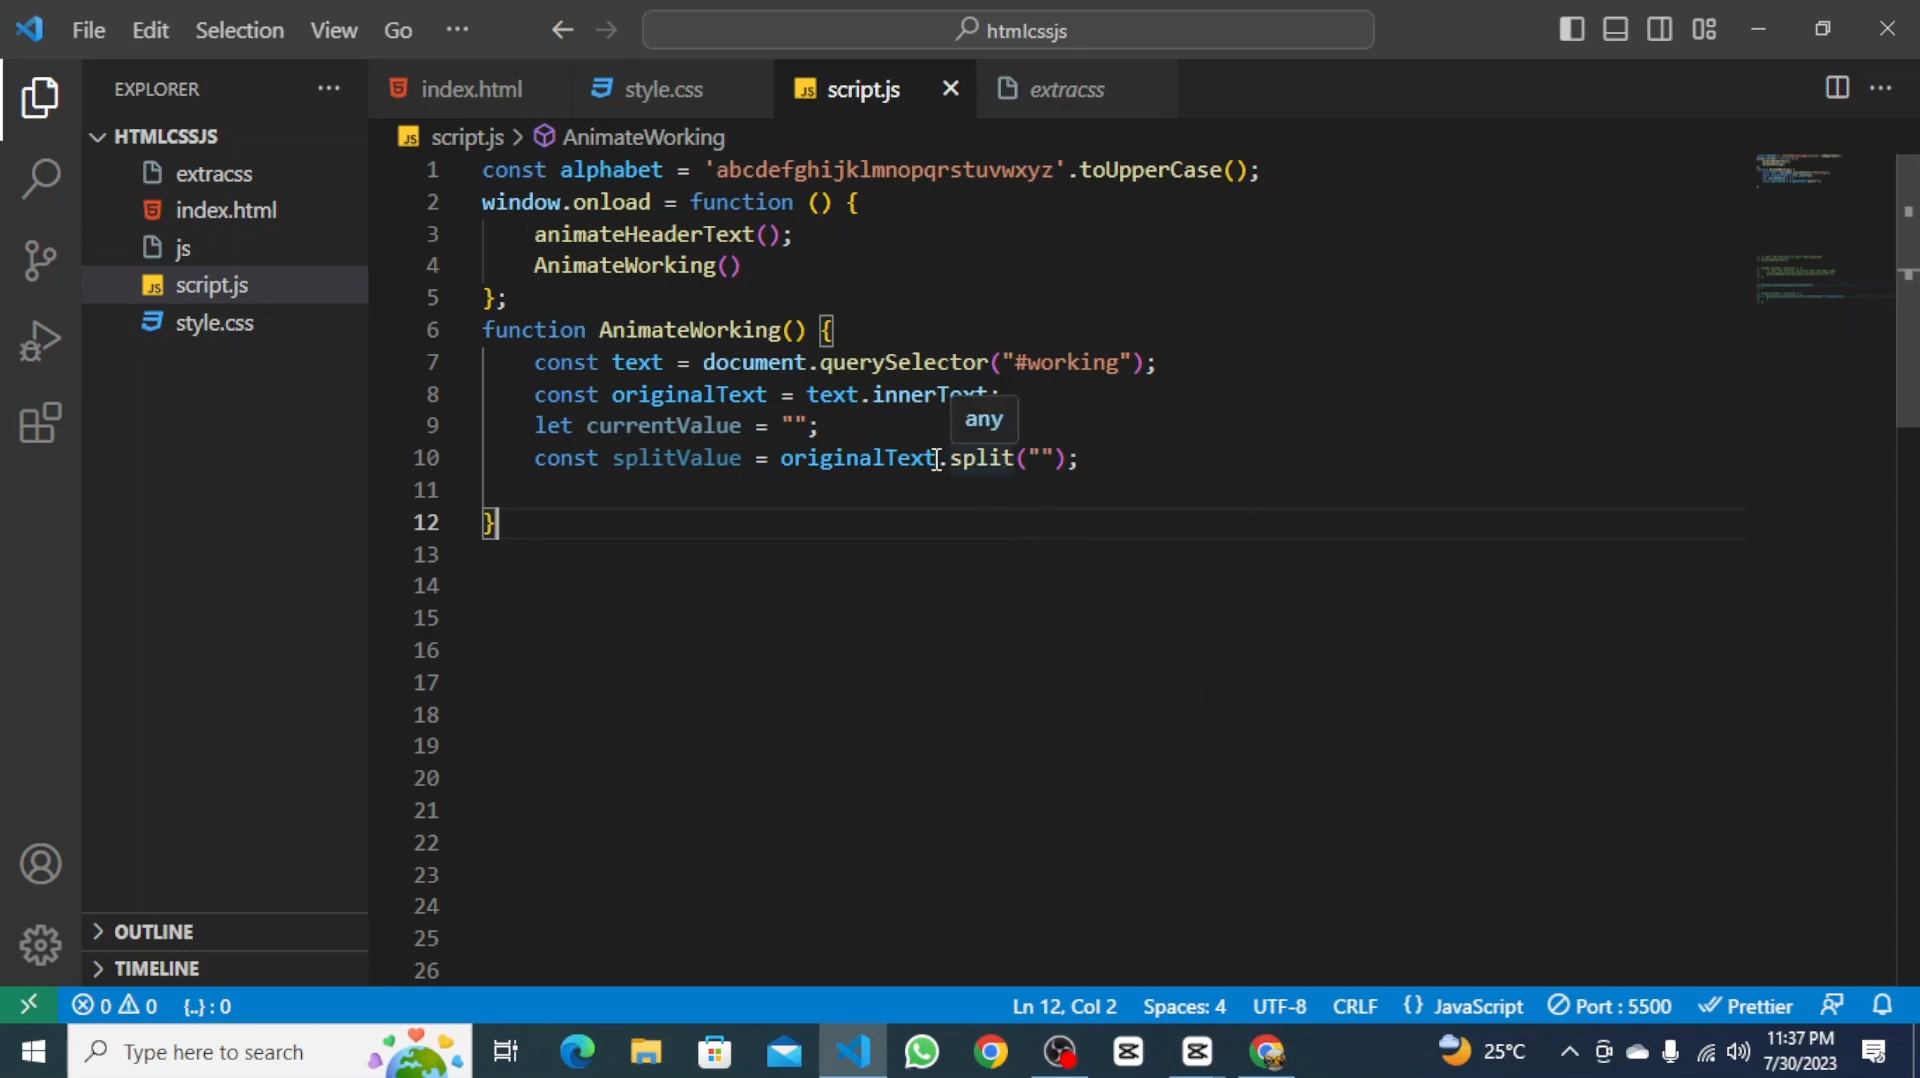 File Edit Selection View Go ···
htmlcssjs
EXPLORER ···
HTMLCSSJS
extracss
index.html
js
script.js
style.css
OUTLINE
TIMELINE
index.html
style.css
JS script.js
extracss
JS script.js > AnimateWorking
1 const alphabet = 'abcdefghijklmnopqrstuvwxyz'.toUpperCase();
2 window.onload = function () {
3 animateHeaderText();
4 AnimateWorking()
5 };
6 function AnimateWorking() {
7 const text = document.querySelector("#working");
8 const originalText = text.innerText;
any
9 let currentValue = "";
10 const splitValue = originalText.split("");
11
12 }
13
14
15
16
17
18
19
20
21
22
23
24
25
26
0 0 {..} : 0
Ln 12, Col 2 Spaces: 4 UTF-8 CRLF {} JavaScript Port : 5500 Prettier
Type here to search
25°C
11:37 PM
7/30/2023